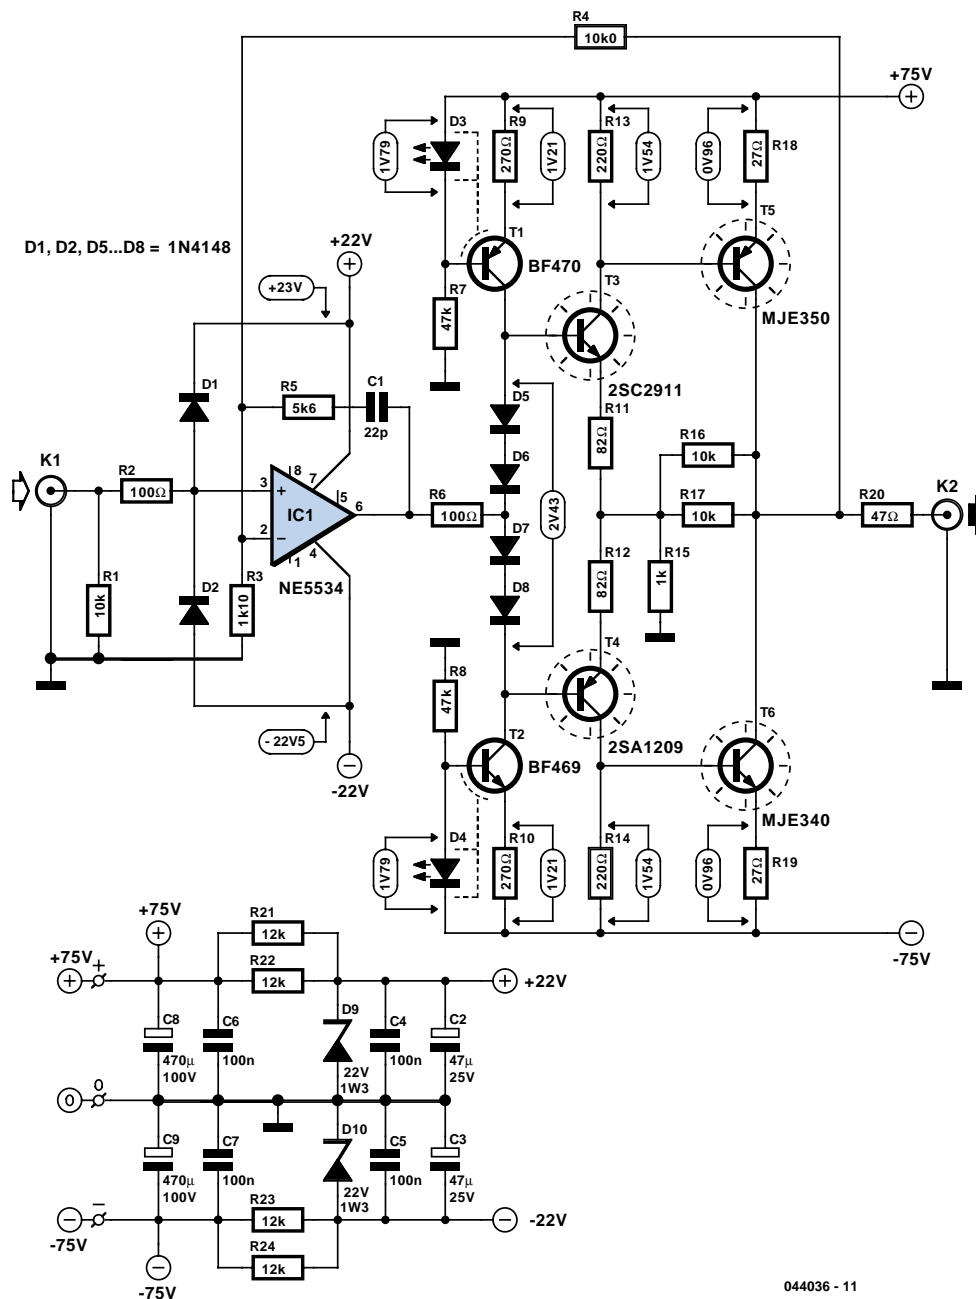 R4
10k0
+75V
D3
R9
R13
R18
1V79
270Ω
1V21
220Ω
1V54
0V96
27Ω
D1, D2, D5...D8 = 1N4148
+22V
+23V
T1
BF470
T3
T5
MJE350
R7
47k
2SC2911
D1
R5
5k6
C1
22p
D5
R11
82Ω
D6
R16
10k
K1
R2
100Ω
3
+
8
7
5
IC1
6
2
−
1
4
NE5534
R6
100Ω
2V43
R17
10k
R20
47Ω
K2
D7
R1
10k
D2
R3
1k10
D8
R12
82Ω
R15
1k
R8
47k
T4
2SA1209
- 22V5
-22V
T2
BF469
T6
MJE340
D4
R10
R14
R19
1V79
270Ω
1V21
220Ω
1V54
0V96
27Ω
-75V
+75V
R21
12k
+75V
+
R22
12k
+22V
C8
470µ
100V
C6
100n
D9
22V
1W3
C4
100n
C2
47µ
25V
0
0
C9
470µ
100V
C7
100n
D10
22V
1W3
C5
100n
C3
47µ
25V
R23
12k
−
-75V
-22V
R24
12k
-75V
044036 - 11